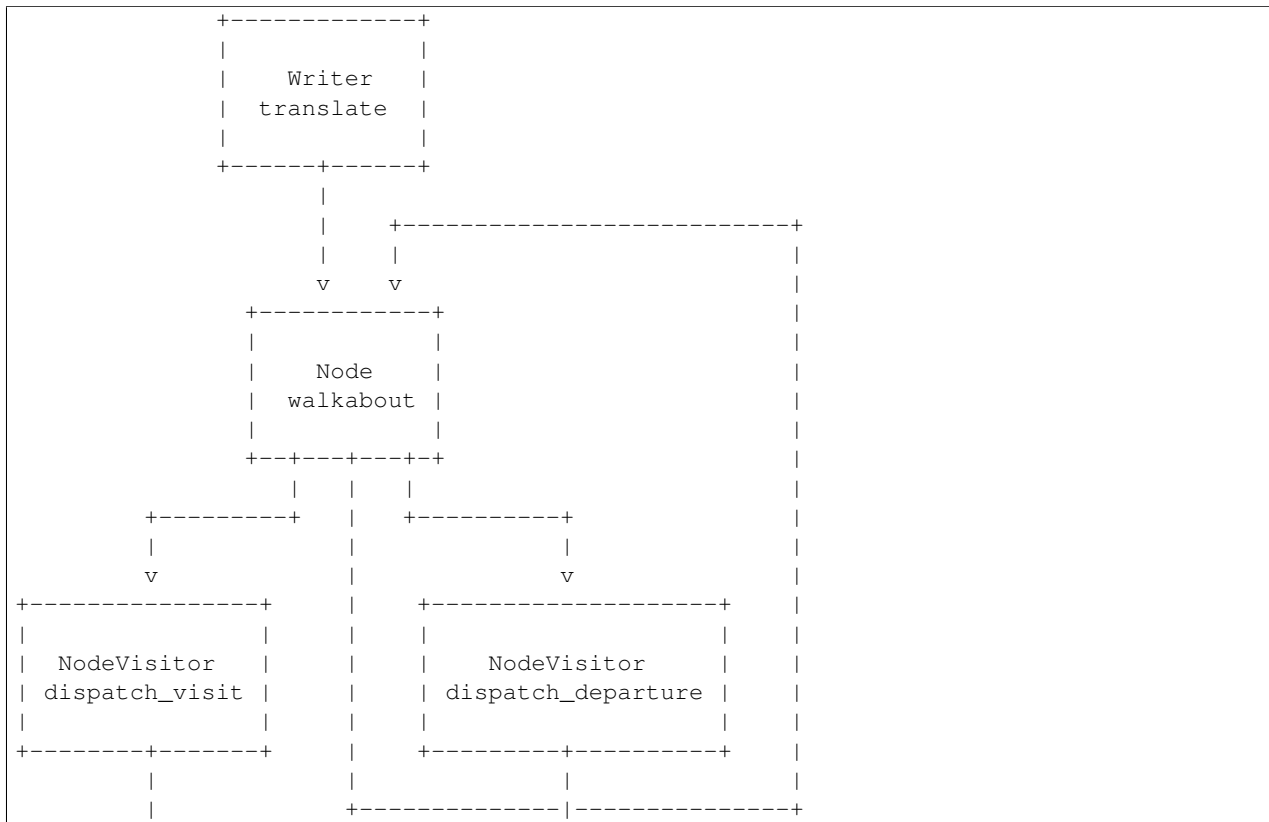 Writer
translate
Node
walkabout
NodeVisitor
dispatch_visit
NodeVisitor
dispatch_departure